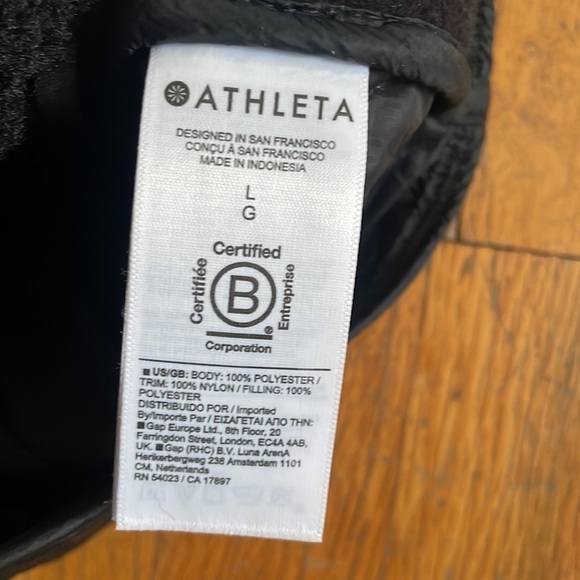 ATHLETA
DESIGNED IN SAN FRANCISCO
CONÇU À SAN FRANCISCO
MADE IN INDONESIA
L
G
Certified
Certifiée
B
Entreprise
®
Corporation
US/GB: BODY: 100% POLYESTER /
TRIM: 100% NYLON / FILLING: 100%
POLYESTER
DISTRIBUIDO POR / Imported
By/Importe Par / ΕΙΣΑΓΕΤΑΙ ΑΠΟ ΤΗΝ:
Gap Europe Ltd., 8th Floor, 20
Farringdon Street, London, EC4A 4AB,
UK. Gap (RHC) B.V. Luna ArenA
Herikerbergweg 238 Amsterdam 1101
CM, Netherlands
RN 54023 / CA 17897